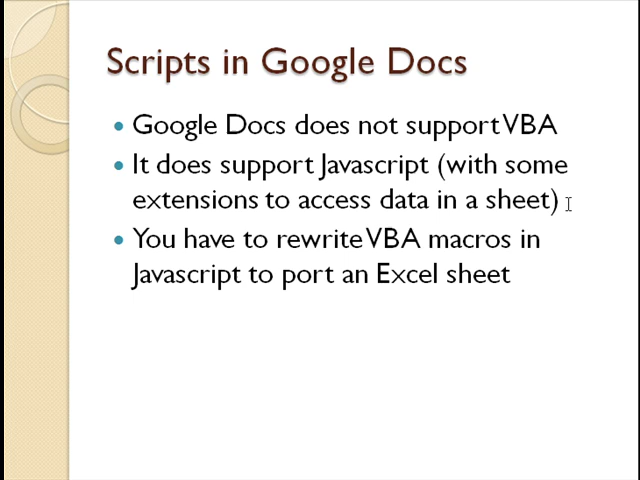 Scripts in Google Docs
• Google Docs does not support VBA
• It does support Javascript (with some
extensions to access data in a sheet)
• You have to rewrite VBA macros in
Javascript to port an Excel sheet